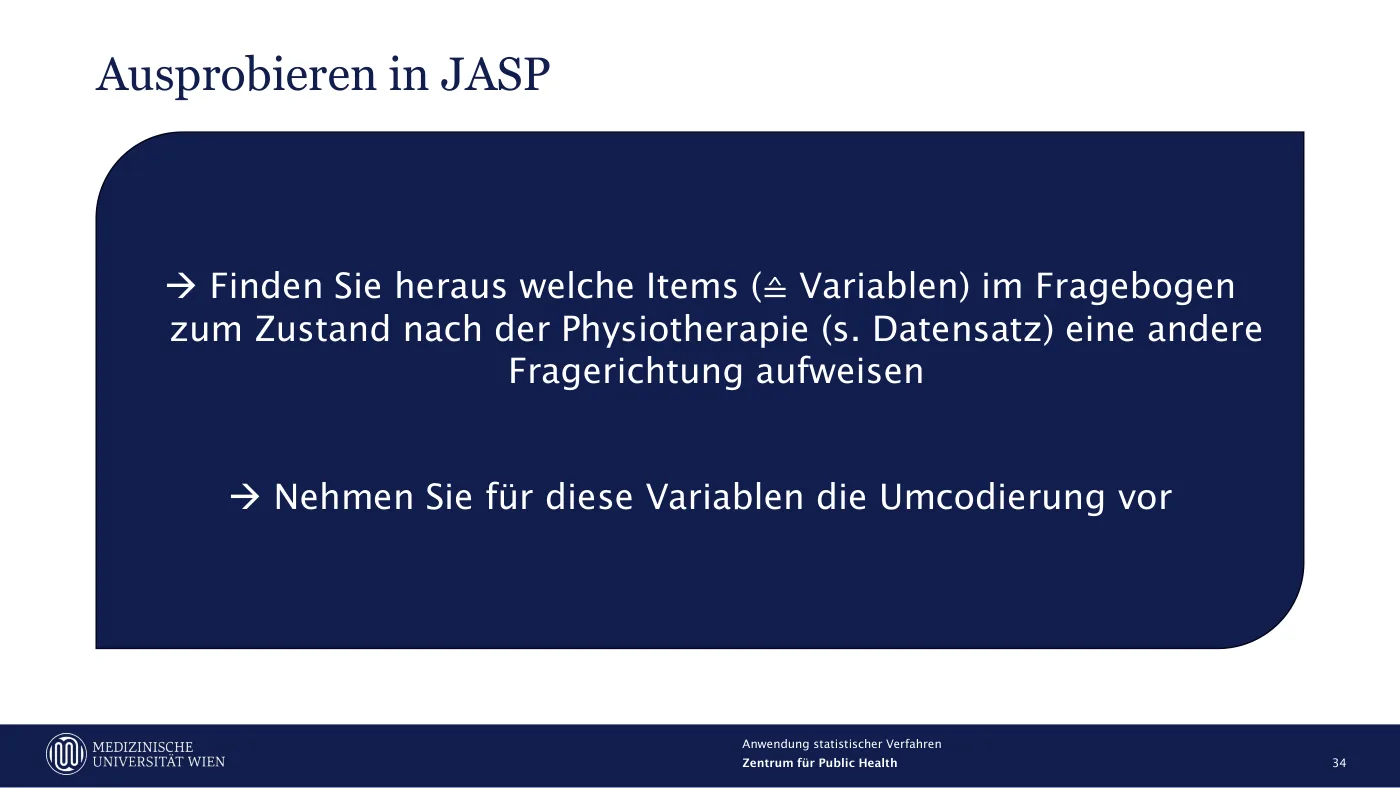 Ausprobieren in JASP
→ Finden Sie heraus welche Items (≙ Variablen) im Fragebogen
zum Zustand nach der Physiotherapie (s. Datensatz) eine andere
Fragerichtung aufweisen
→ Nehmen Sie für diese Variablen die Umcodierung vor
MEDIZINISCHE
UNIVERSITÄT WIEN
Anwendung statistischer Verfahren
Zentrum für Public Health
34